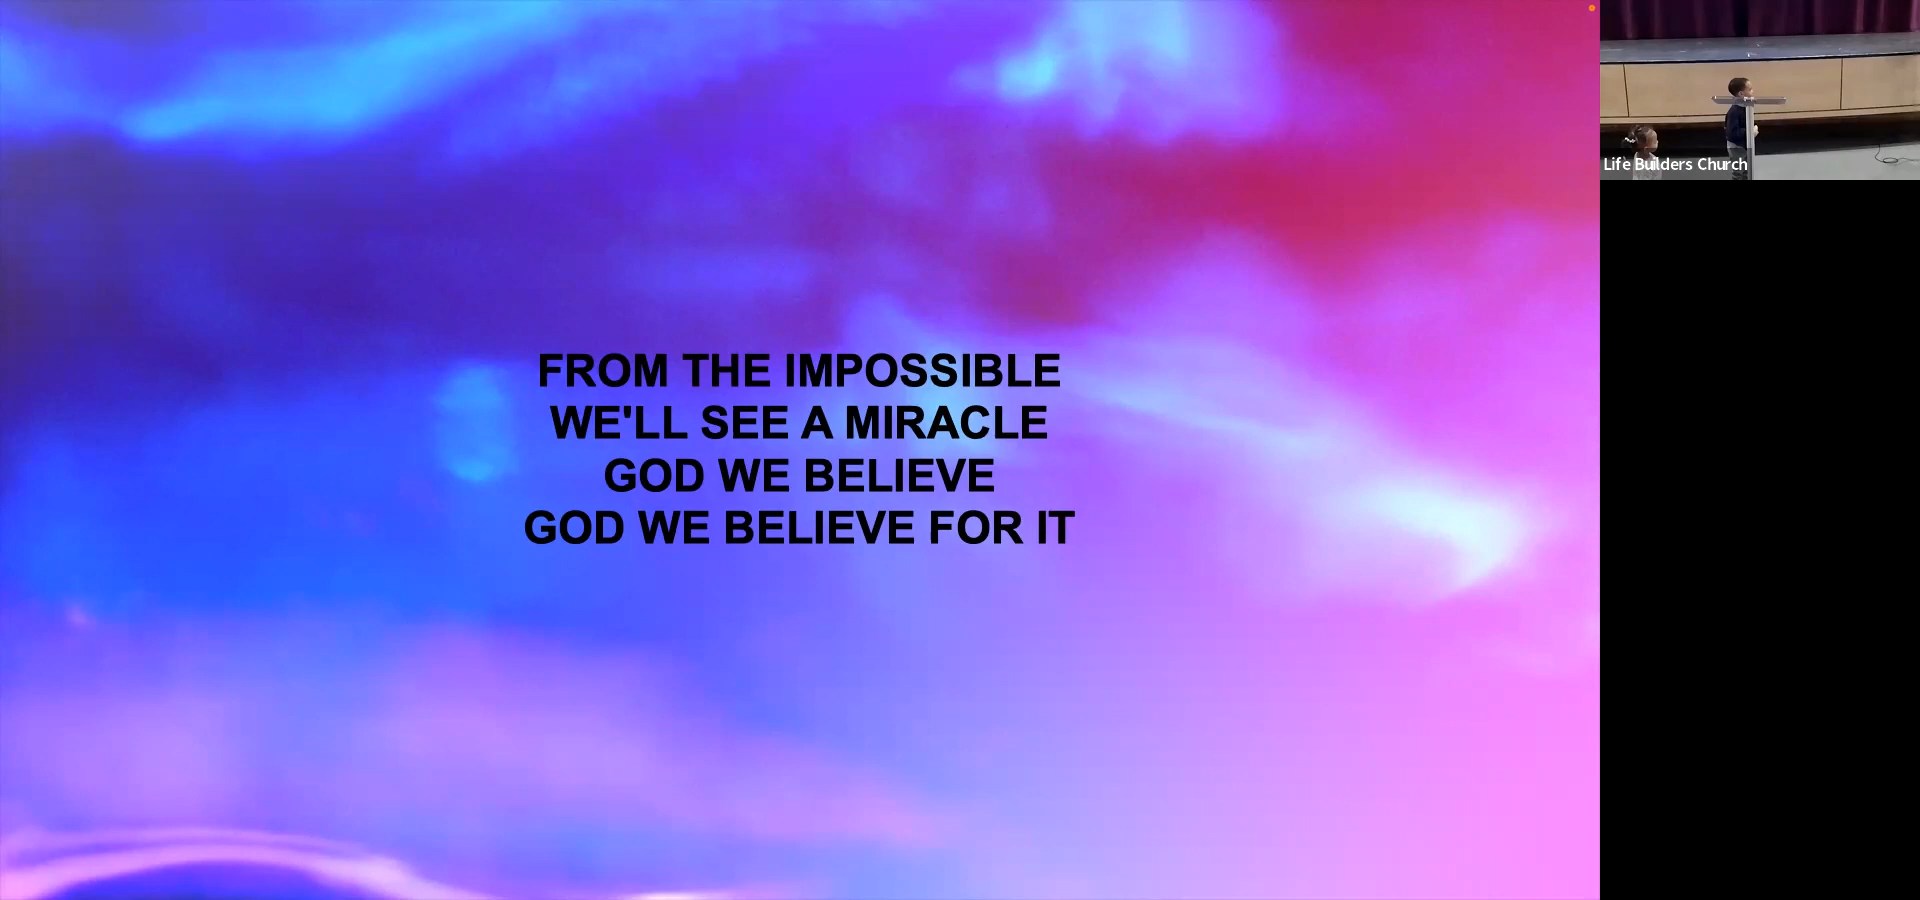 FROM THE IMPOSSIBLE
WE'LL SEE A MIRACLE
GOD WE BELIEVE
GOD WE BELIEVE FOR IT
Life Builders Church